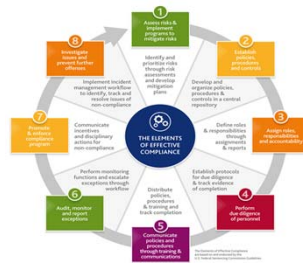 1
Assess risks &
implement programs
to mitigate risks
Identify and
prioritize risks
through risk
assessments and
develop mitigation
plans
2
Establish
policies,
procedures
and controls
Develop and
organize policies,
procedures &
controls in a central
repository
3
Assign roles,
responsibilities
and accountability
Define roles
& responsibilities
through
assignments
& reports
4
Perform
due diligence
of personnel
Establish protocols
for due diligence &
track evidence
of completion
5
Communicate
policies and
procedures
through training &
communications
Distribute
policies,
procedures
& training and
track completion
6
Audit, monitor
and report
exceptions
Perform monitoring
functions and escalate
exceptions through
workflow
7
Promote
& enforce
compliance
program
Communicate
incentives
and disciplinary
actions for
non-compliance
8
Investigate
issues and
prevent further
offenses
Implement incident
management workflow
to identify, track and
resolve issues of
non-compliance
THE ELEMENTS
OF EFFECTIVE
COMPLIANCE
The Elements of Effective Compliance